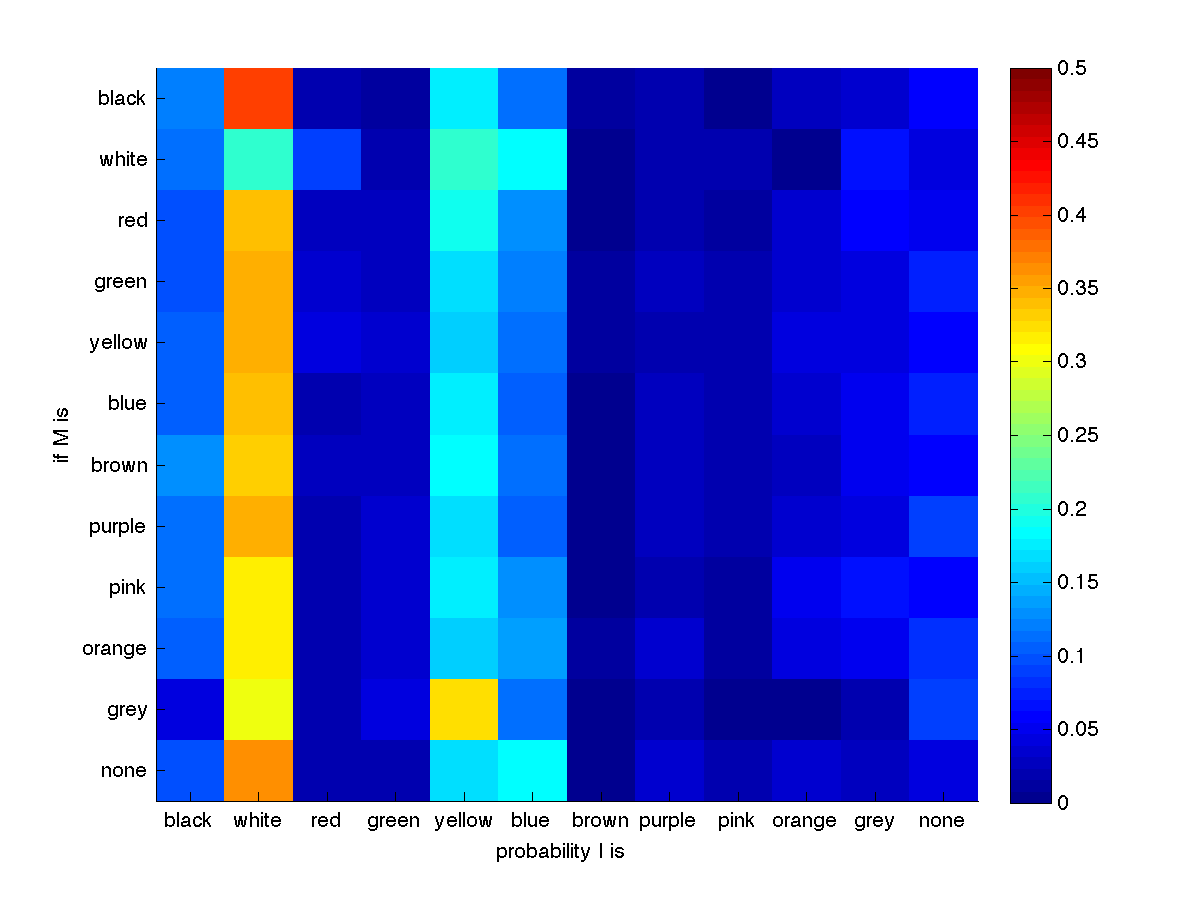 black
white
red
green
yellow
blue
brown
purple
pink
orange
grey
none
if M is
black white red green yellow blue brown purple pink orange grey none
probability I is
0.5
0.45
0.4
0.35
0.3
0.25
0.2
0.15
0.1
0.05
0